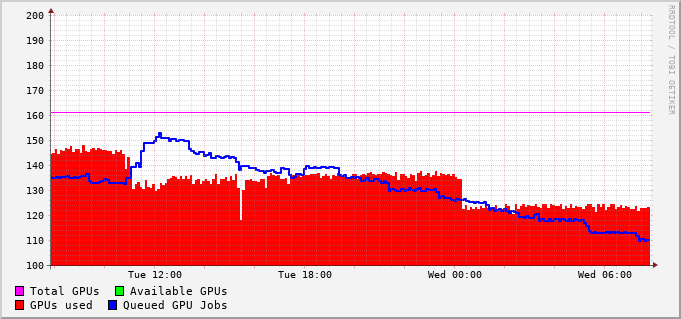 200
190
180
170
160
150
140
130
120
110
100
Tue 12:00 Tue 18:00 Wed 00:00 Wed 06:00
Total GPUs Available GPUs
GPUs used Queued GPU Jobs
RRDTOOL / TOBI OETIKER